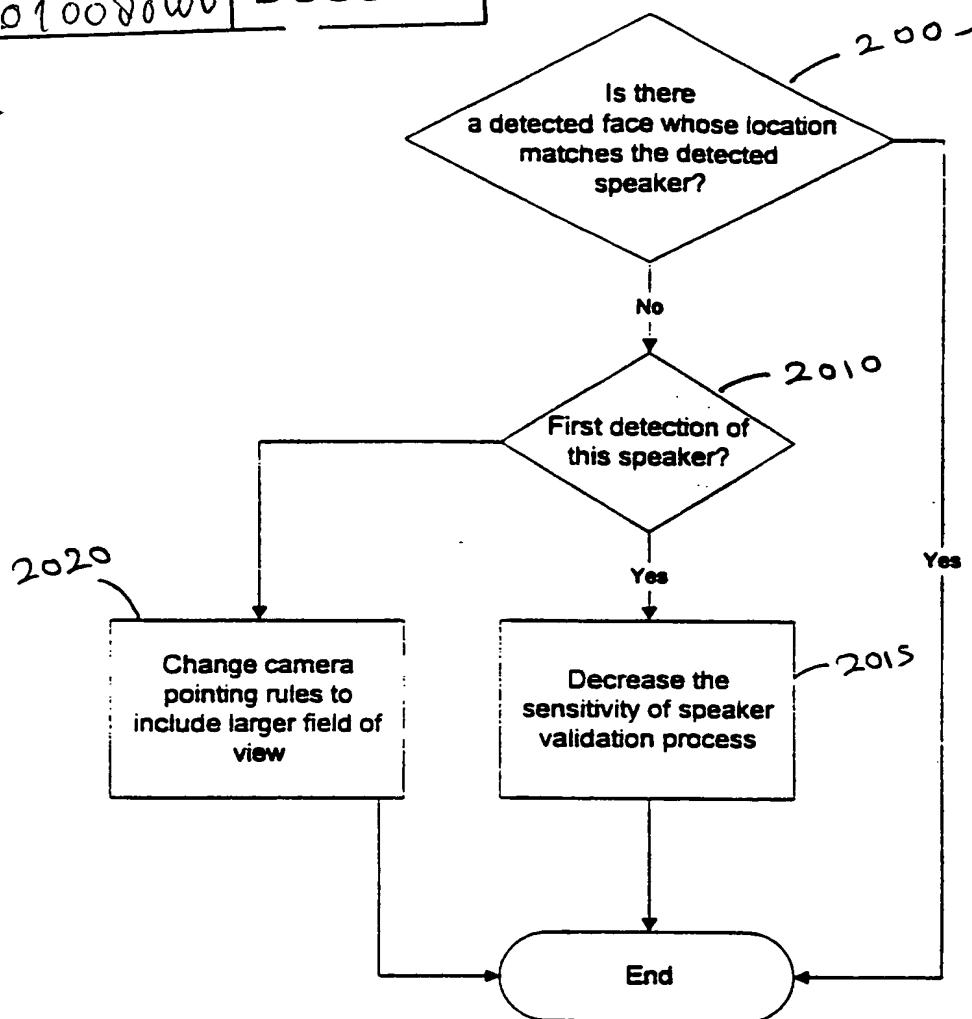 200
Is there
a detected face whose location
matches the detected
speaker?
No
2010
First detection of
this speaker?
2020
Yes
Yes
Change camera
pointing rules to
include larger field of
view
Decrease the
sensitivity of speaker
validation process
2015
End